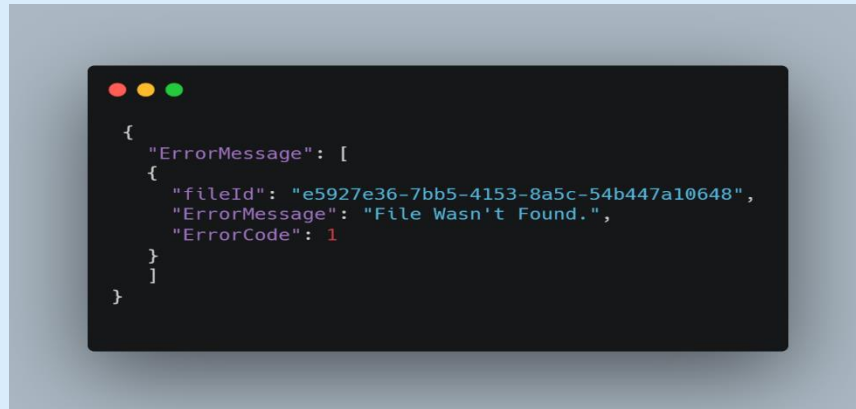 {
"ErrorMessage": [
{
"fileId": "e5927e36-7bb5-4153-8a5c-54b447a10648",
"ErrorMessage": "File Wasn't Found.",
"ErrorCode": 1
}
]
}